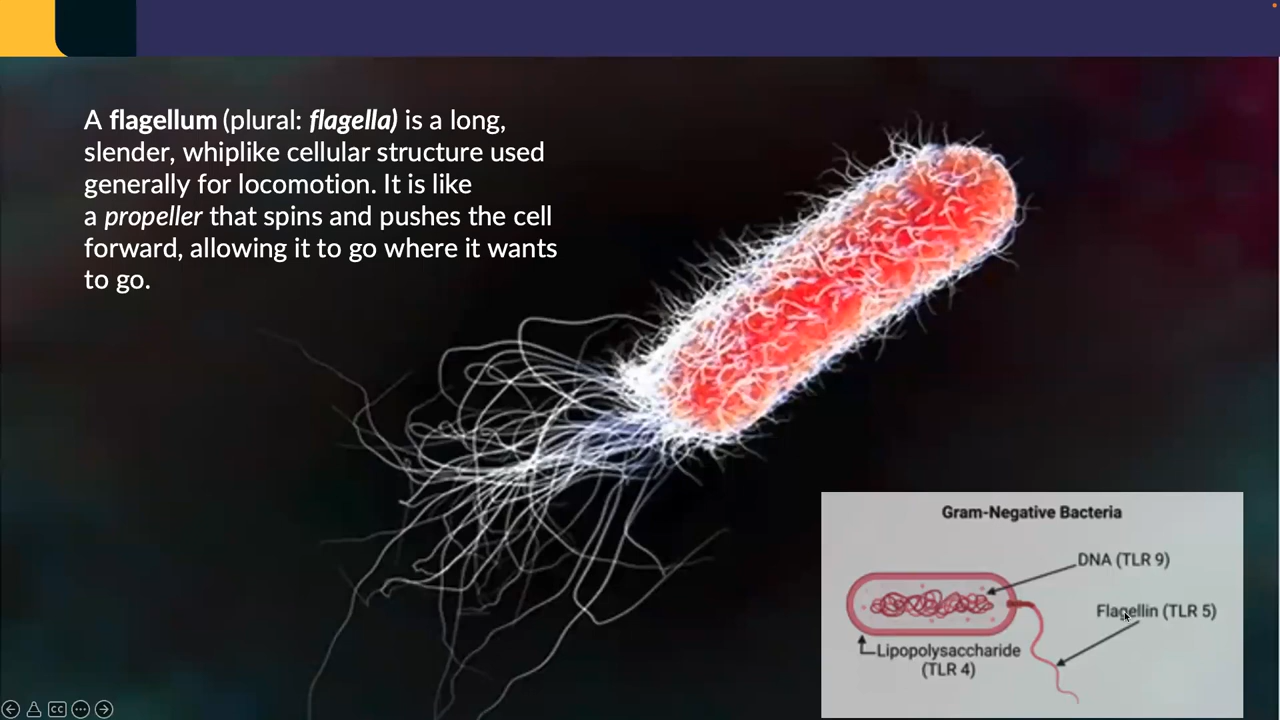 A flagellum (plural: flagella) is a long,
slender, whiplike cellular structure used
generally for locomotion. It is like
a propeller that spins and pushes the cell
forward, allowing it to go where it wants
to go.
Gram-Negative Bacteria
DNA (TLR 9)
Flagellin (TLR 5)
Lipopolysaccharide
(TLR 4)
CC